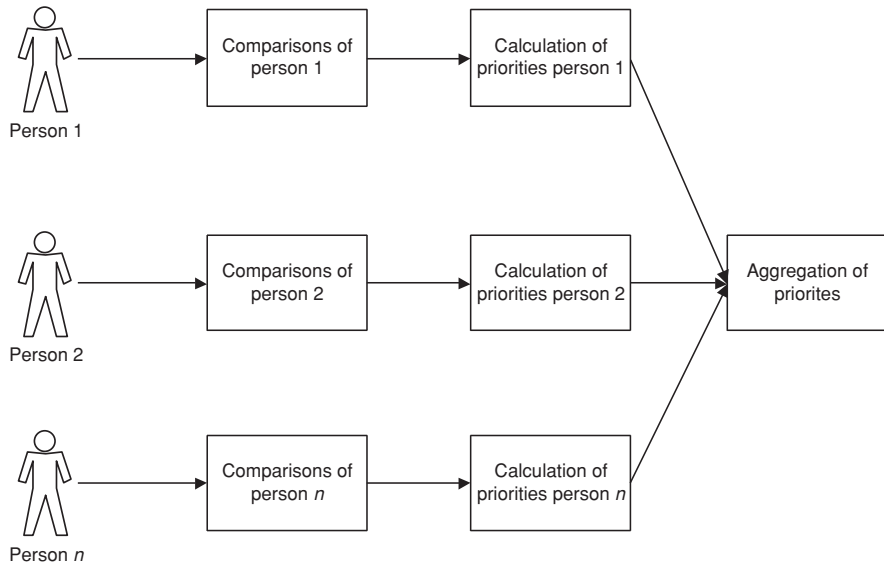 Comparisons of
person 1
Calculation of
priorities person 1
Person 1
Comparisons of
person 2
Calculation of
priorities person 2
Aggregation of
priorites
Person 2
Comparisons of
person n
Calculation of
priorities person n
Person n